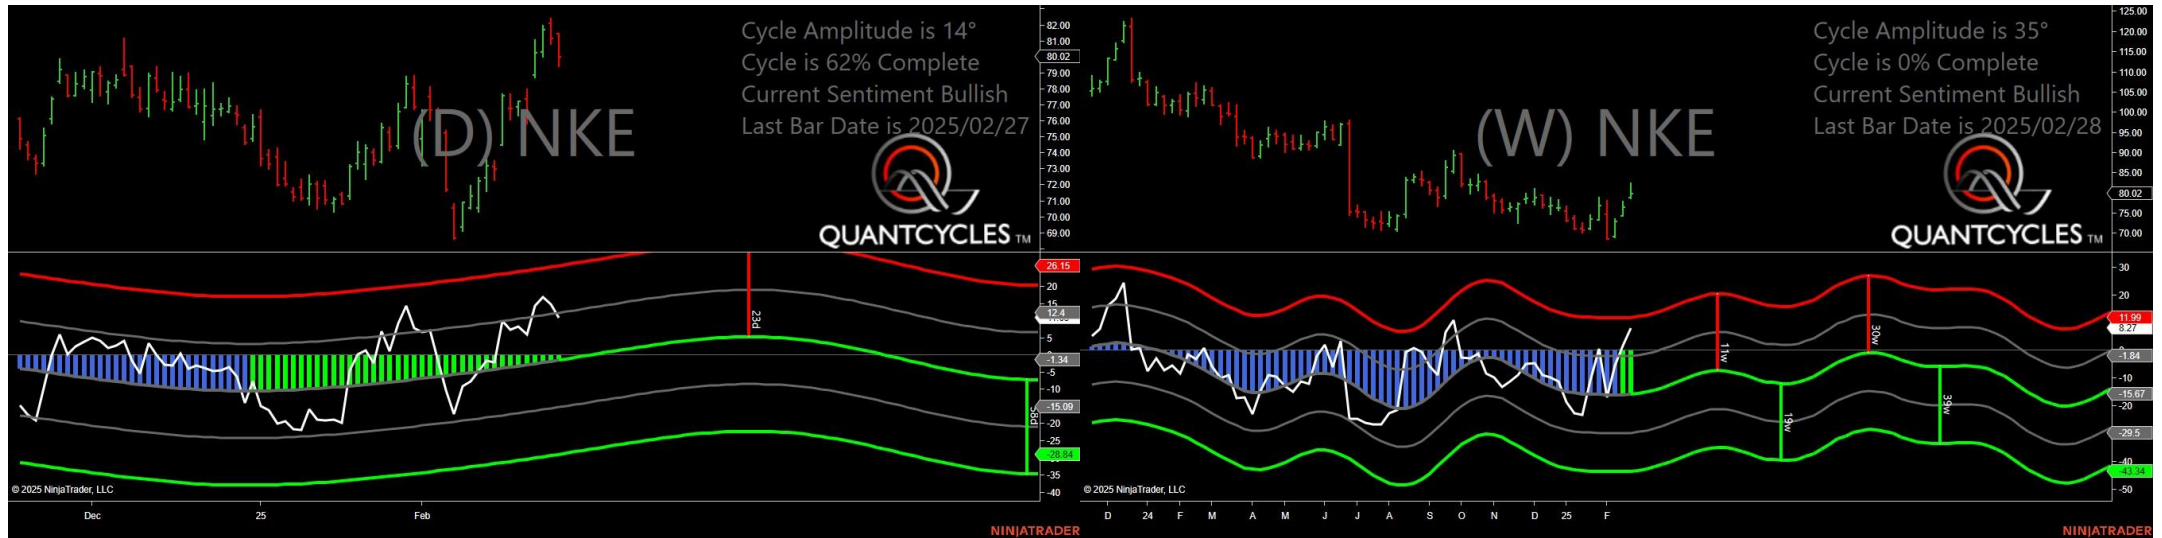 Cycle Amplitude is 14°
Cycle is 62% Complete
Current Sentiment Bullish
Last Bar Date is 2025/02/27
(D) NKE
QUANTCYCLES TM
82.00
81.00
80.02
79.00
78.00
77.00
76.00
75.00
74.00
73.00
72.00
71.00
70.00
69.00
26.15
20
15
12.4
5
-1.34
-5
-10
-15.09
-20
-25
-28.84
-35
-40
23d
58d
© 2025 NinjaTrader, LLC
Dec 25 Feb
NINJATRADER
Cycle Amplitude is 35°
Cycle is 0% Complete
Current Sentiment Bullish
Last Bar Date is 2025/02/28
(W) NKE
QUANTCYCLES TM
125.00
120.00
115.00
110.00
105.00
100.00
95.00
90.00
85.00
80.02
75.00
70.00
30
20
11.99
8.27
-1.84
-10
-15.67
-20
-29.5
-40
-43.34
-50
11w
19w
30w
39w
© 2025 NinjaTrader, LLC
D 24 F M A M J J A S O N D 25 F
NINJATRADER